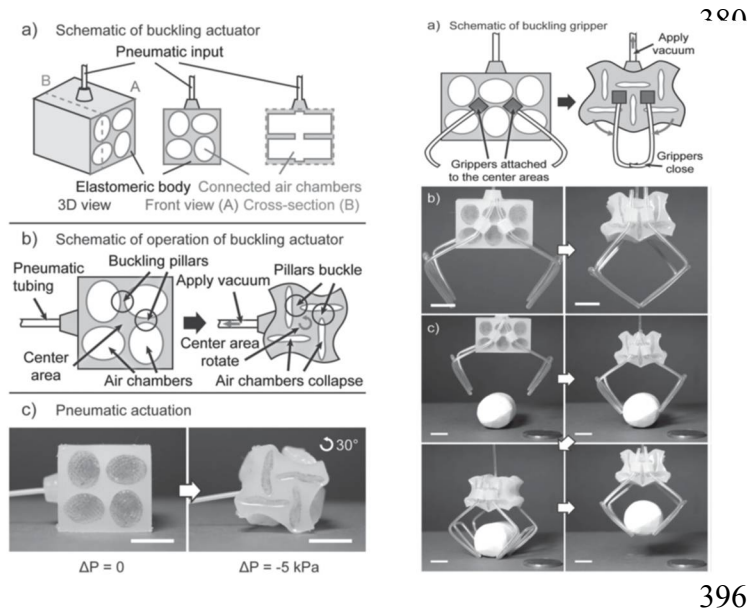 a) Schematic of buckling actuator
Pneumatic input
B
A
Elastomeric body Connected air chambers
3D view Front view (A) Cross-section (B)
b) Schematic of operation of buckling actuator
Pneumatic tubing
Buckling pillars
Apply vacuum
Pillars buckle
Center area
Air chambers
Center area rotate
Air chambers collapse
c) Pneumatic actuation
30°
ΔP = 0
ΔP = -5 kPa
a) Schematic of buckling gripper
Apply vacuum
Grippers attached to the center areas
Grippers close
b)
c)
396